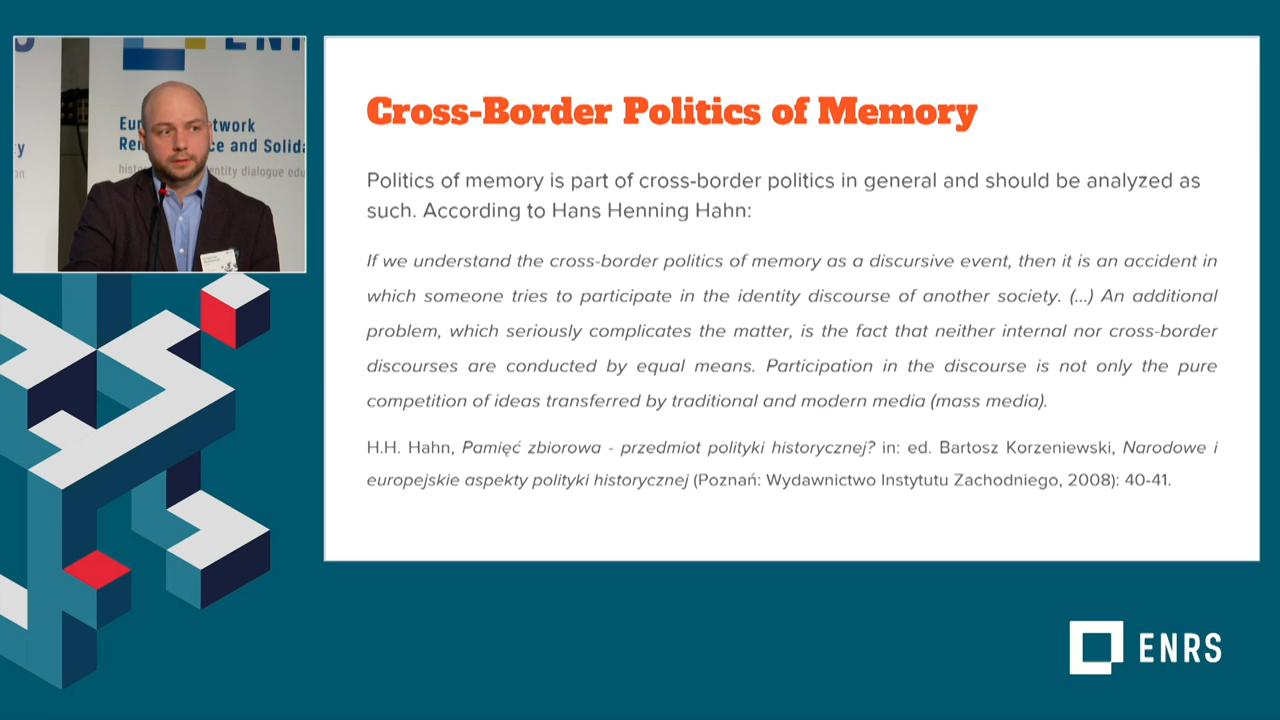 ENRS
Cross-Border Politics of Memory
Politics of memory is part of cross-border politics in general and should be analyzed as
such. According to Hans Henning Hahn:
If we understand the cross-border politics of memory as a discursive event, then it is an accident in
which someone tries to participate in the identity discourse of another society. (...) An additional
problem, which seriously complicates the matter, is the fact that neither internal nor cross-border
discourses are conducted by equal means. Participation in the discourse is not only the pure
competition of ideas transferred by traditional and modern media (mass media).
H.H. Hahn, Pamięć zbiorowa - przedmiot polityki historycznej? in: ed. Bartosz Korzeniewski, Narodowe i
europejskie aspekty polityki historycznej (Poznań: Wydawnictwo Instytutu Zachodniego, 2008): 40-41.